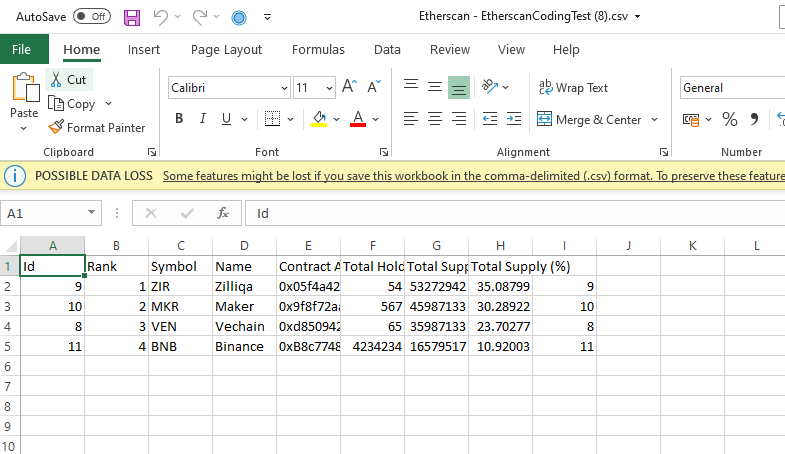 AutoSave Off Etherscan - EtherscanCodingTest (8).csv
File Home Insert Page Layout Formulas Data Review View Help
Paste Cut Copy Format Painter
Calibri 11 A A
B I U A
ab Wrap Text
Merge & Center
General
% 9
Clipboard Font Alignment Number
POSSIBLE DATA LOSS Some features might be lost if you save this workbook in the comma-delimited (.csv) format. To preserve these feature
A1 fx Id
A B C D E F G H I J K L
1 Id Rank Symbol Name Contract A Total Hold Total Supp Total Supply (%)
2 9 1 ZIR Zilliqa 0x05f4a42 54 53272942 35.08799 9
3 10 2 MKR Maker 0x9f8f72aa 567 45987133 30.28922 10
4 8 3 VEN Vechain 0xd850942 65 35987133 23.70277 8
5 11 4 BNB Binance 0xB8c7748 4234234 16579517 10.92003 11
6
7
8
9
10